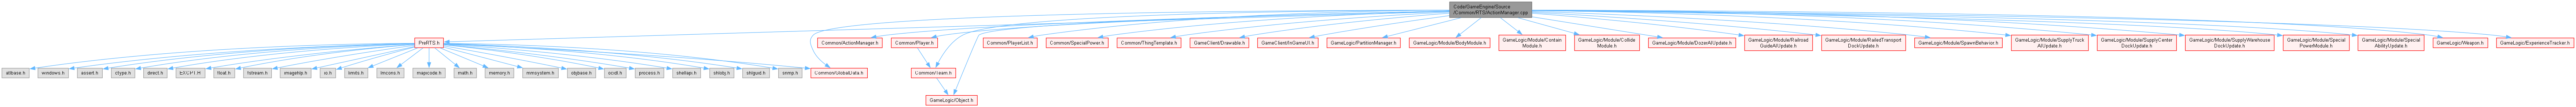 Code/GameEngine/Source
/Common/RTS/ActionManager.cpp
PreRTS.h
Common/ActionManager.h
Common/Player.h
Common/PlayerList.h
Common/SpecialPower.h
Common/ThingTemplate.h
GameClient/Drawable.h
GameClient/InGameUI.h
GameLogic/PartitionManager.h
GameLogic/Module/BodyModule.h
GameLogic/Module/Contain
Module.h
GameLogic/Module/Collide
Module.h
GameLogic/Module/DozerAIUpdate.h
GameLogic/Module/Railroad
GuideAIUpdate.h
GameLogic/Module/RailedTransport
DockUpdate.h
GameLogic/Module/SpawnBehavior.h
GameLogic/Module/SupplyTruck
AIUpdate.h
GameLogic/Module/SupplyCenter
DockUpdate.h
GameLogic/Module/SupplyWarehouse
DockUpdate.h
GameLogic/Module/Special
PowerModule.h
GameLogic/Module/Special
AbilityUpdate.h
GameLogic/Weapon.h
GameLogic/ExperienceTracker.h
atlbase.h
windows.h
assert.h
ctype.h
direct.h
EXCPT.H
float.h
fstream.h
imagehlp.h
io.h
limits.h
lmcons.h
mapicode.h
math.h
memory.h
mmsystem.h
objbase.h
ocidl.h
process.h
shellapi.h
shlobj.h
shlguid.h
snmp.h
Common/GlobalData.h
Common/Team.h
GameLogic/Object.h